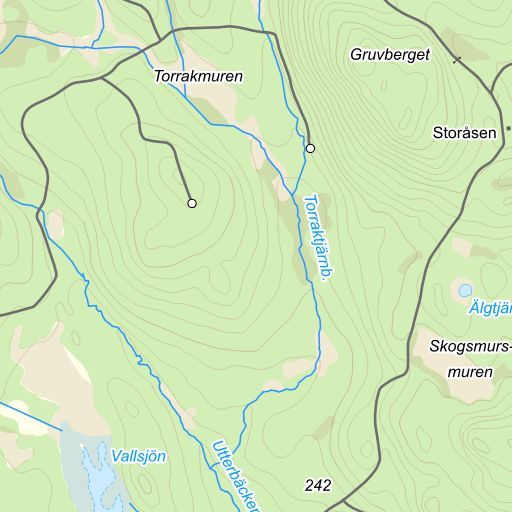 Gruvberget
Torrakmuren
Storåsen
Torraktjärnb.
Älgtjär
Skogsmurs-
muren
Vallsjön
Utterbäcken
242